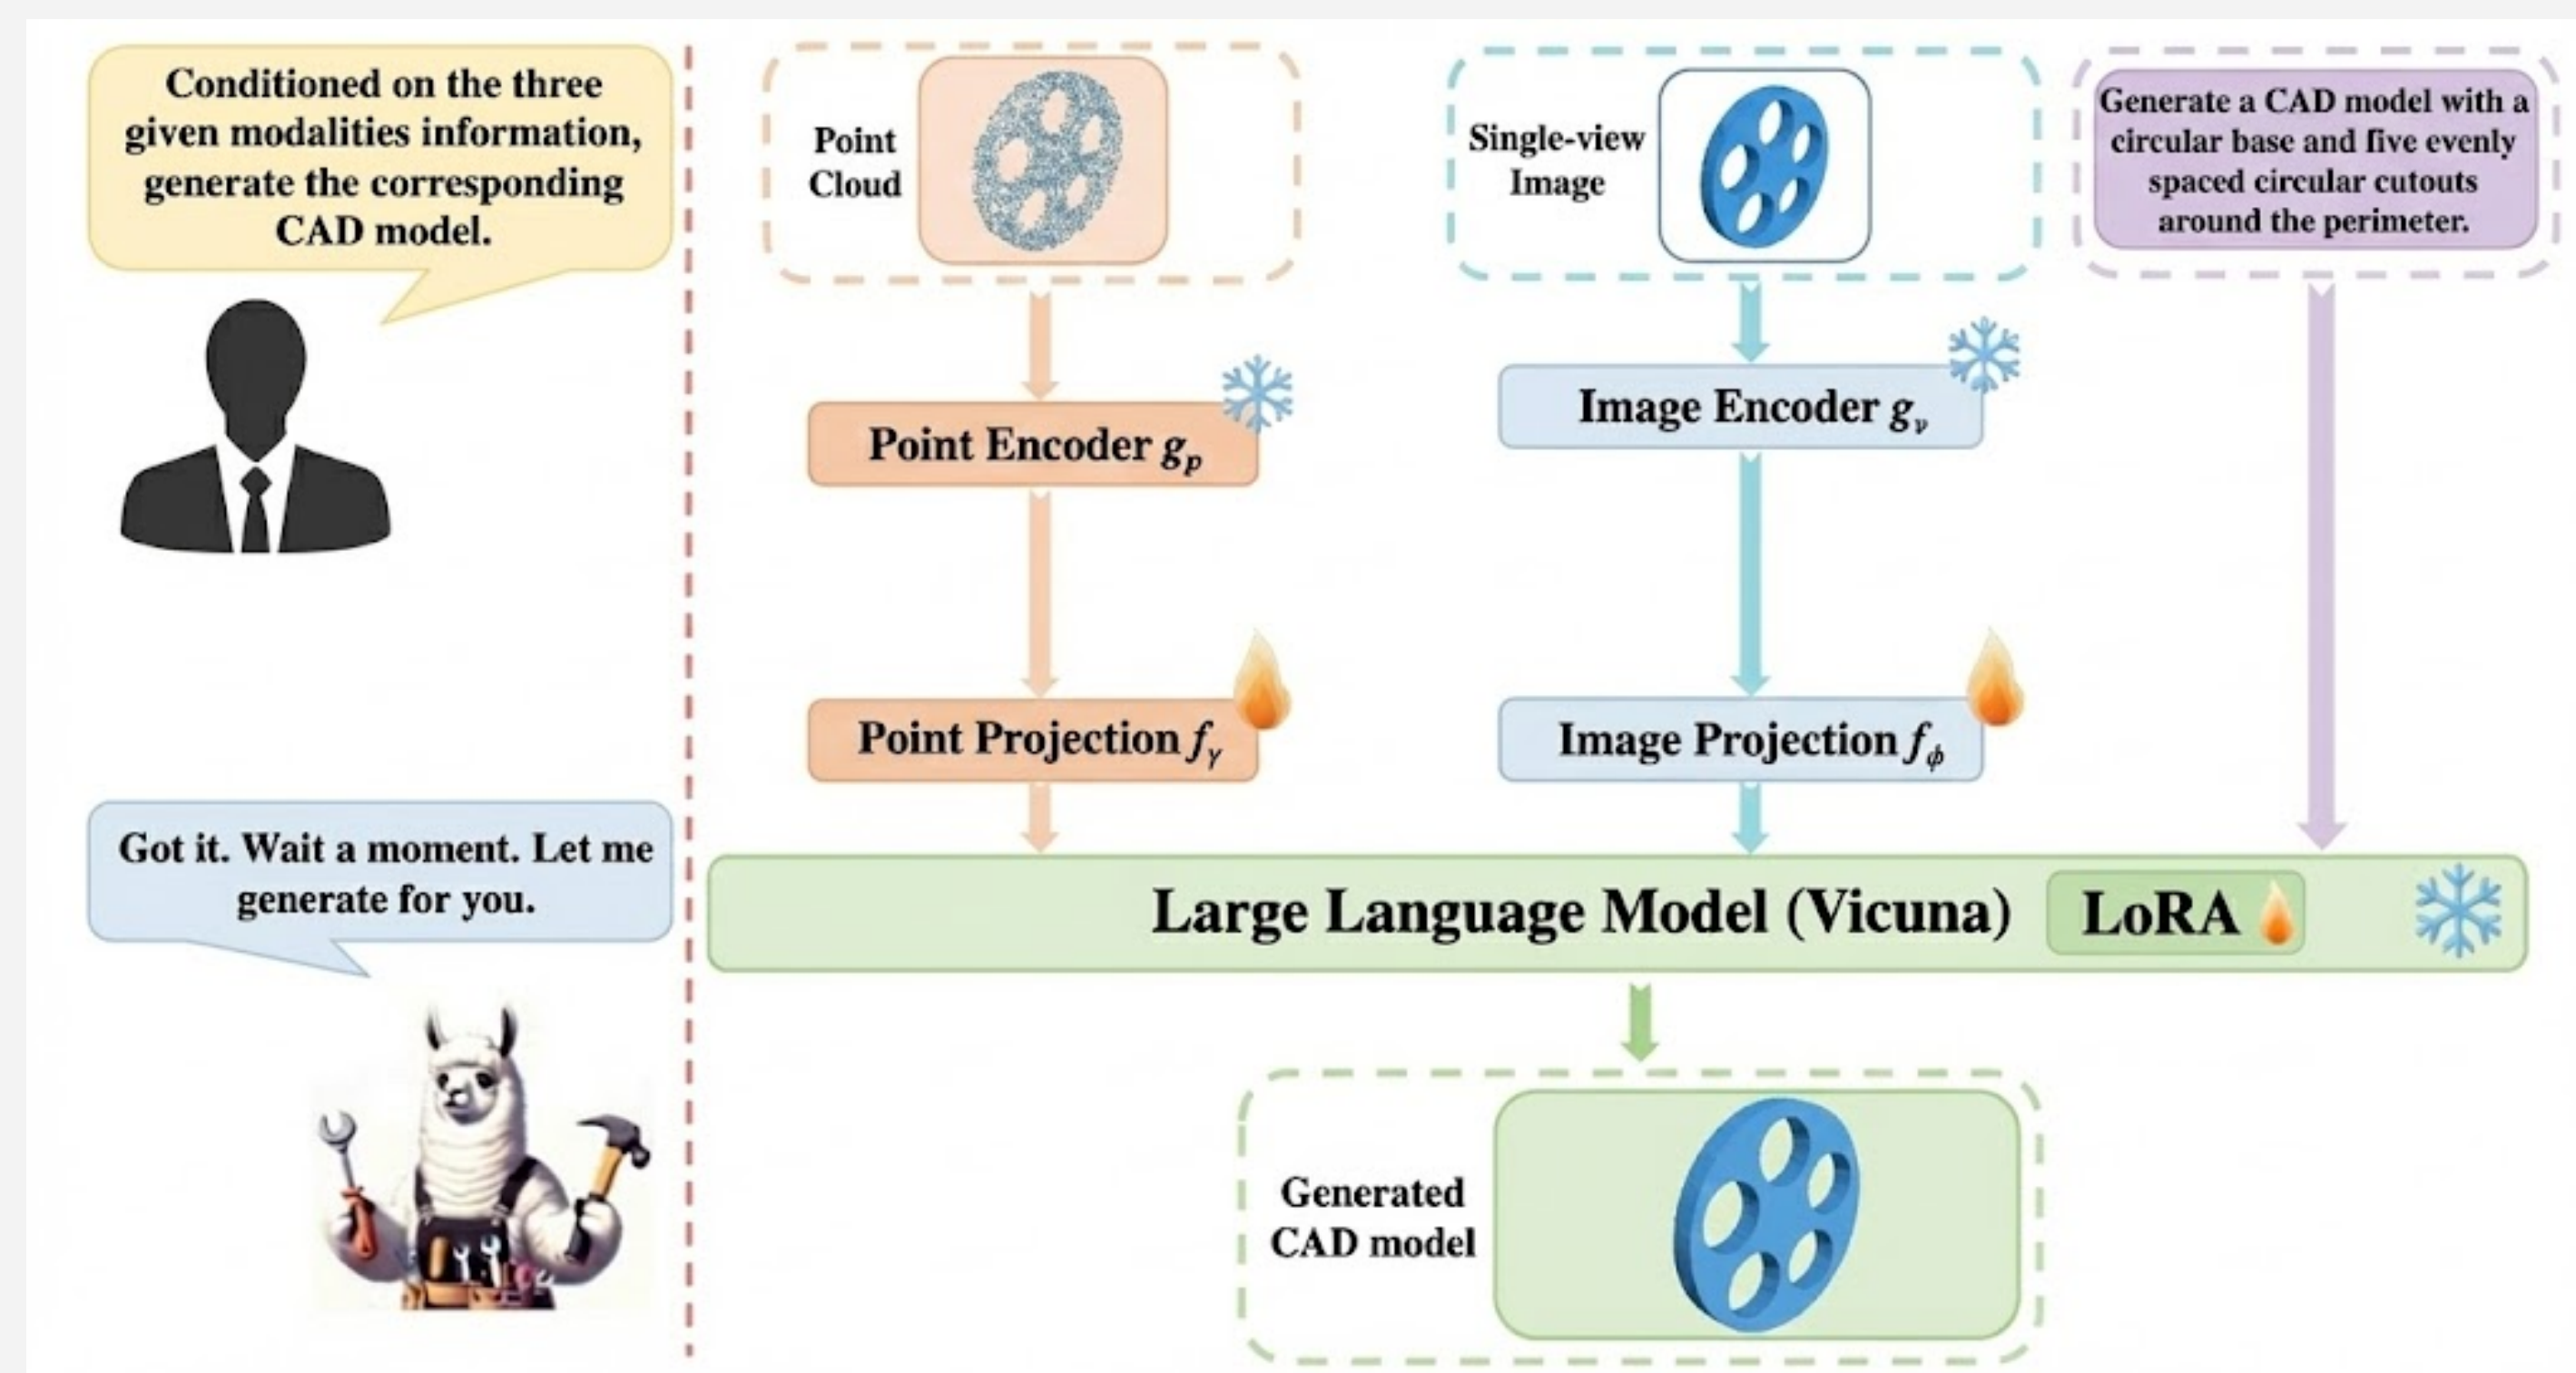 Conditioned on the three
given modalities information,
generate the corresponding
CAD model.
Got it. Wait a moment. Let me
generate for you.
Point
Cloud
Single-view
Image
Generate a CAD model with a
circular base and five evenly
spaced circular cutouts
around the perimeter.
Point Encoder gₚ
Image Encoder gᵥ
Point Projection fᵧ
Image Projection fᵩ
Large Language Model (Vicuna)
LoRA
Generated
CAD model